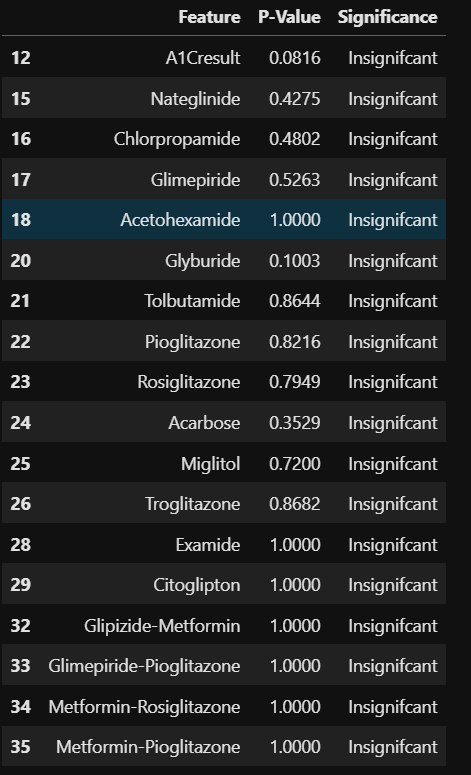 Feature P-Value Significance
12 A1Cresult 0.0816 Insignifcant
15 Nateglinide 0.4275 Insignifcant
16 Chlorpropamide 0.4802 Insignifcant
17 Glimepiride 0.5263 Insignifcant
18 Acetohexamide 1.0000 Insignifcant
20 Glyburide 0.1003 Insignifcant
21 Tolbutamide 0.8644 Insignifcant
22 Pioglitazone 0.8216 Insignifcant
23 Rosiglitazone 0.7949 Insignifcant
24 Acarbose 0.3529 Insignifcant
25 Miglitol 0.7200 Insignifcant
26 Troglitazone 0.8682 Insignifcant
28 Examide 1.0000 Insignifcant
29 Citoglipton 1.0000 Insignifcant
32 Glipizide-Metformin 1.0000 Insignifcant
33 Glimepiride-Pioglitazone 1.0000 Insignifcant
34 Metformin-Rosiglitazone 1.0000 Insignifcant
35 Metformin-Pioglitazone 1.0000 Insignifcant